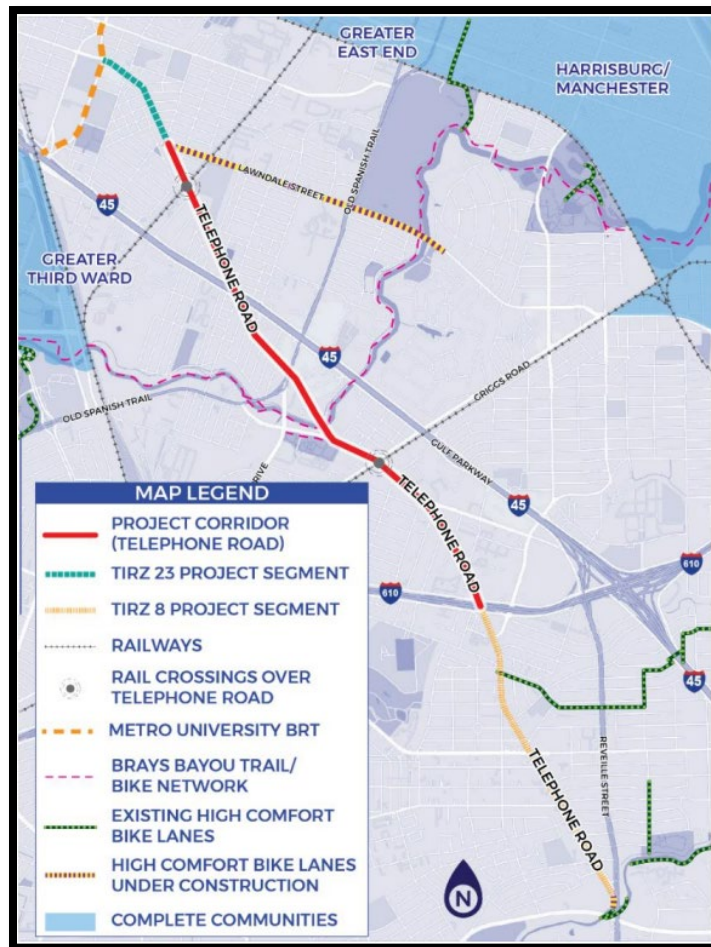 GREATER
EAST END
HARRISBURG/
MANCHESTER
OLD SPANISH TRAIL
LAWNDALE STREET
45
TELEPHONE ROAD
GREATER
THIRD WARD
45
GRIGGS ROAD
OLD SPANISH TRAIL
GULF PARKWAY
DRIVE
TELEPHONE ROAD
45
610
610
45
REVEILLE STREET
TELEPHONE ROAD
N
MAP LEGEND
PROJECT CORRIDOR
(TELEPHONE ROAD)
TIRZ 23 PROJECT SEGMENT
TIRZ 8 PROJECT SEGMENT
RAILWAYS
RAIL CROSSINGS OVER
TELEPHONE ROAD
METRO UNIVERSITY BRT
BRAYS BAYOU TRAIL/
BIKE NETWORK
EXISTING HIGH COMFORT
BIKE LANES
HIGH COMFORT BIKE LANES
UNDER CONSTRUCTION
COMPLETE COMMUNITIES